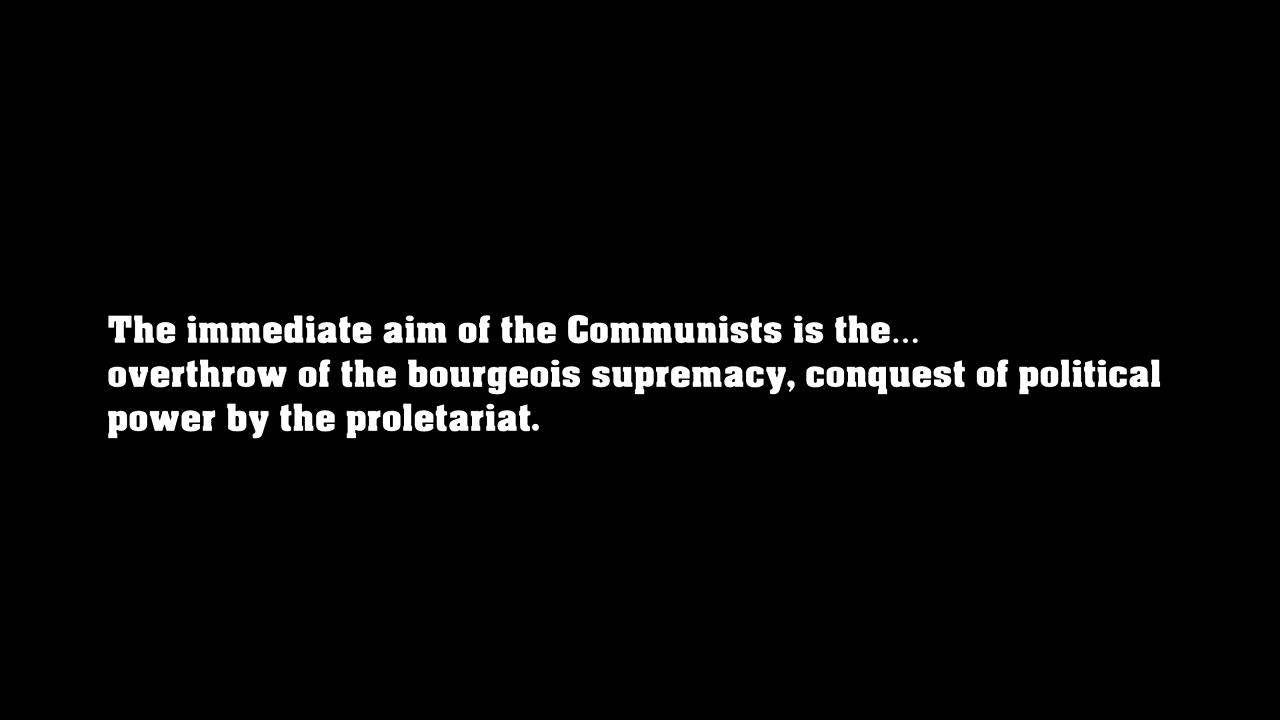 The immediate aim of the Communists is the...
overthrow of the bourgeois supremacy, conquest of political
power by the proletariat.